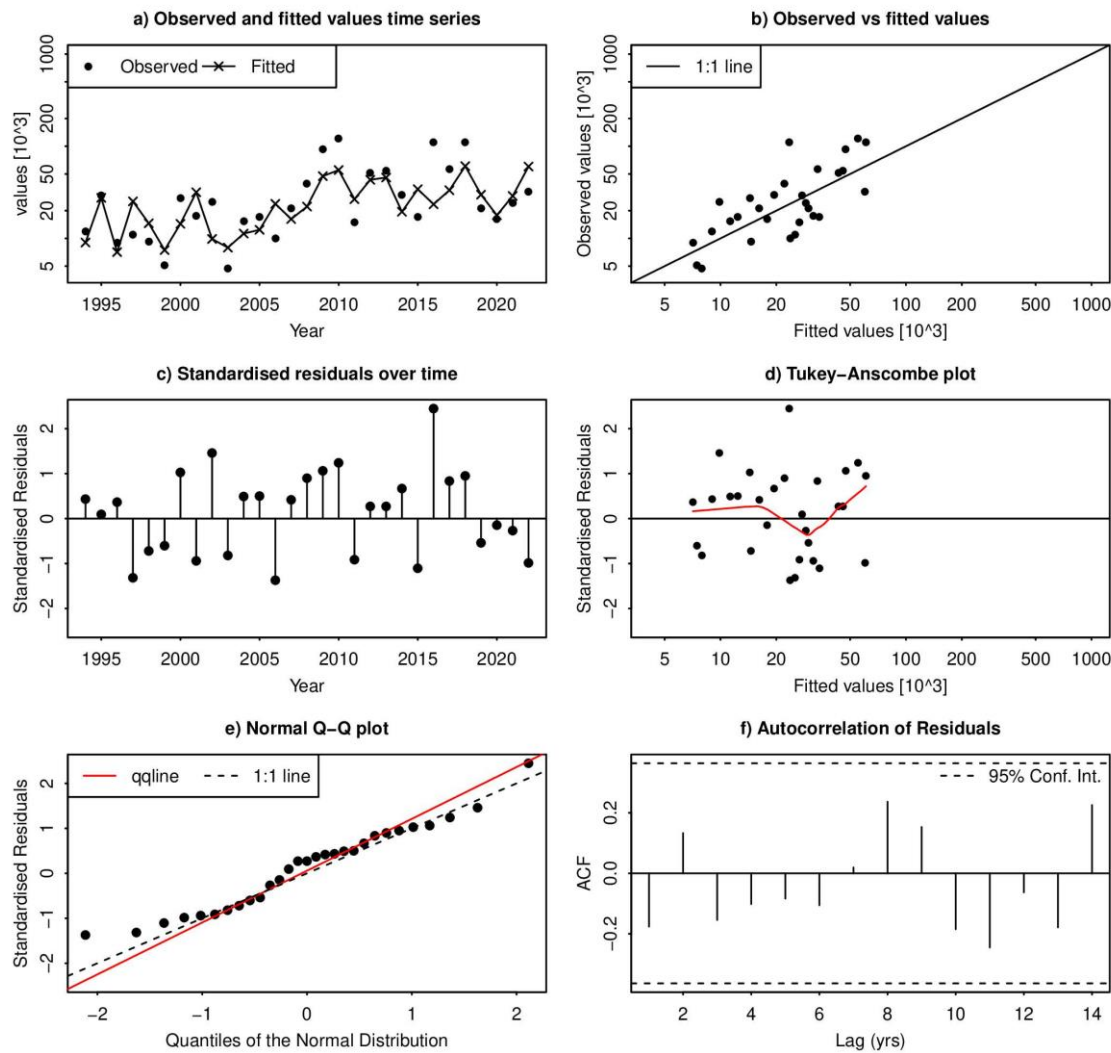 a) Observed and fitted values time series
values [10^3]
5 20 50 200 1000
Observed Fitted
1995 2000 2005 2010 2015 2020
Year
b) Observed vs fitted values
Observed values [10^3]
5 20 50 200 1000
1:1 line
5 10 20 50 100 200 500 1000
Fitted values [10^3]
c) Standardised residuals over time
Standardised Residuals
−2 −1 0 1 2
1995 2000 2005 2010 2015 2020
Year
d) Tukey−Anscombe plot
Standardised Residuals
−2 −1 0 1 2
5 10 20 50 100 200 500 1000
Fitted values [10^3]
e) Normal Q−Q plot
Standardised Residuals
−2 −1 0 1 2
qqline 1:1 line
−2 −1 0 1 2
Quantiles of the Normal Distribution
f) Autocorrelation of Residuals
ACF
−0.2 0.0 0.2
95% Conf. Int.
2 4 6 8 10 12 14
Lag (yrs)